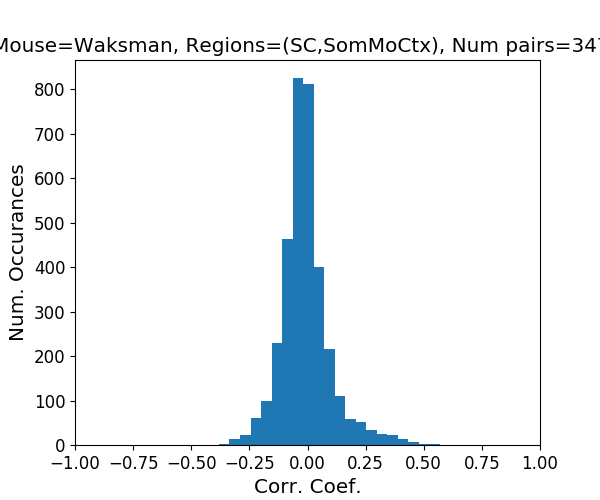 Mouse=Waksman, Regions=(SC,SomMoCtx), Num pairs=347
800
700
600
500
400
300
200
100
0
Num. Occurances
−1.00 −0.75 −0.50 −0.25 0.00 0.25 0.50 0.75 1.00
Corr. Coef.